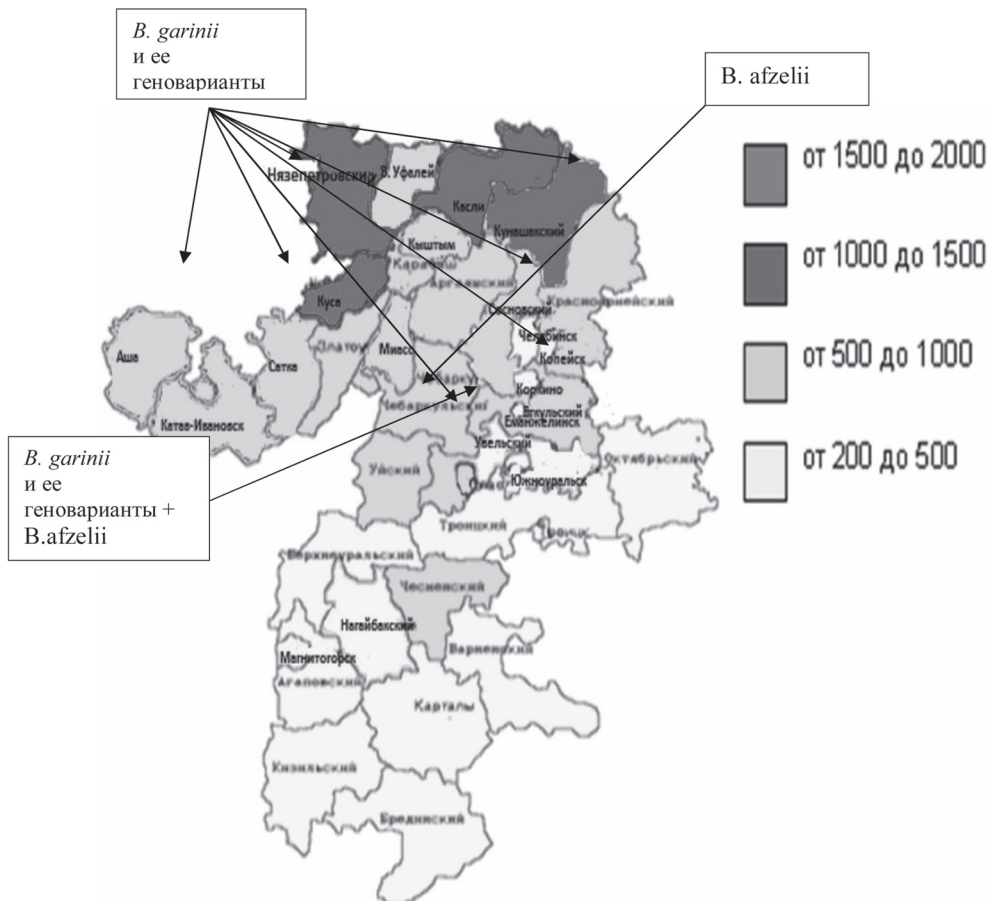 B. garinii
и ее
геноварианты
B. afzelii
от 1500 до 2000
от 1000 до 1500
от 500 до 1000
от 200 до 500
Нязепетровский
В. Уфалей
Касли
Кунашакский
Кыштым
Карабаш
Аргаяшский
Куса
Красноармейский
Сосновский
Челябинск
Копейск
Аша
Сатка
Златоуст
Миасс
Катав-Ивановск
Чебаркульский
Коркино
Еткульский
Еманжелинск
Увельский
Октябрьский
Уйский
Южноуральск
B. garinii
и ее
геноварианты +
B.afzelii
Троицкий
Верхнеуральский
Чесменский
Нагайбакский
Варненский
Магнитогорск
Агаповский
Карталы
Кизильский
Брединский